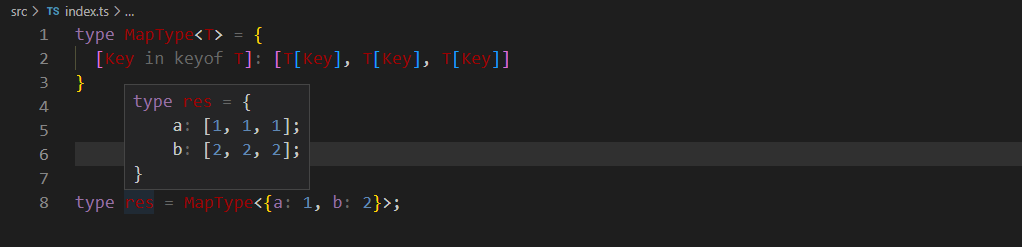 src > TS index.ts > ...
1 type MapType<T> = {
2 [Key in keyof T]: [T[Key], T[Key], T[Key]]
3 }
4
type res = {
a: [1, 1, 1];
5
b: [2, 2, 2];
6
}
7
8 type res = MapType<{a: 1, b: 2}>;